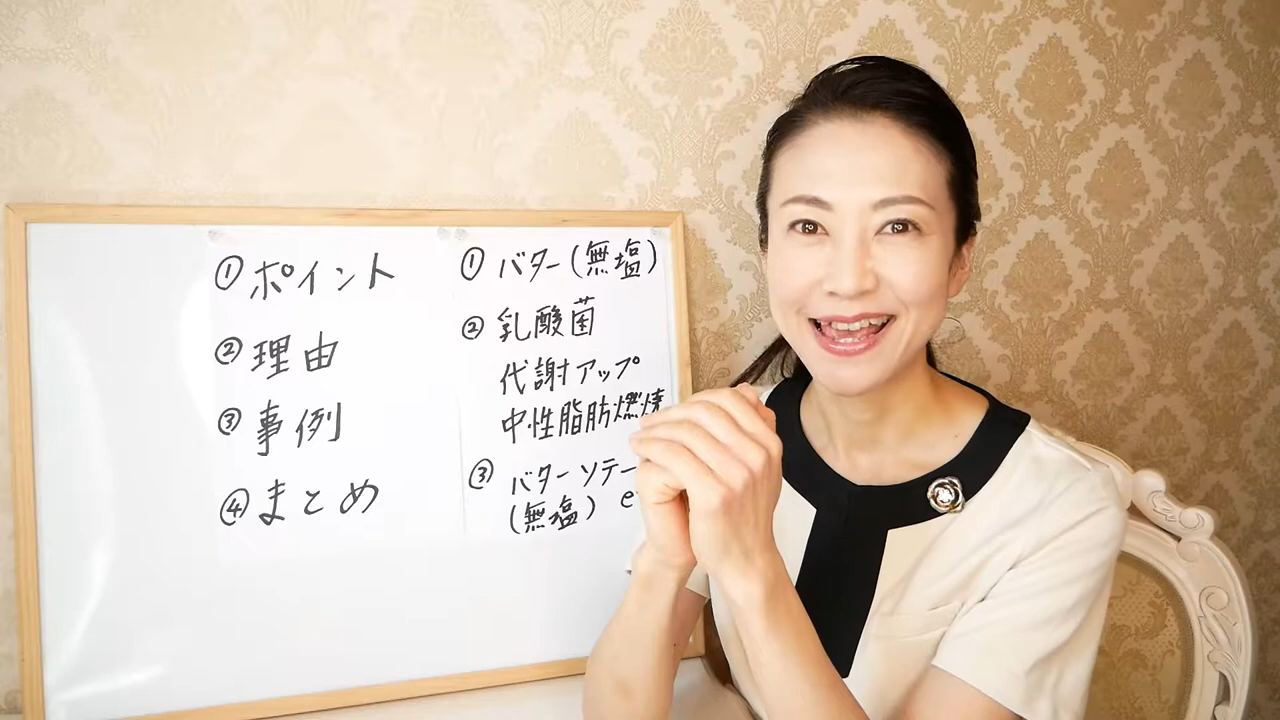 ①ポイント
②理由
③事例
④まとめ
①バター(無塩)
②乳酸菌
代謝アップ
中性脂肪燃焼
③バターソテー
(無塩)